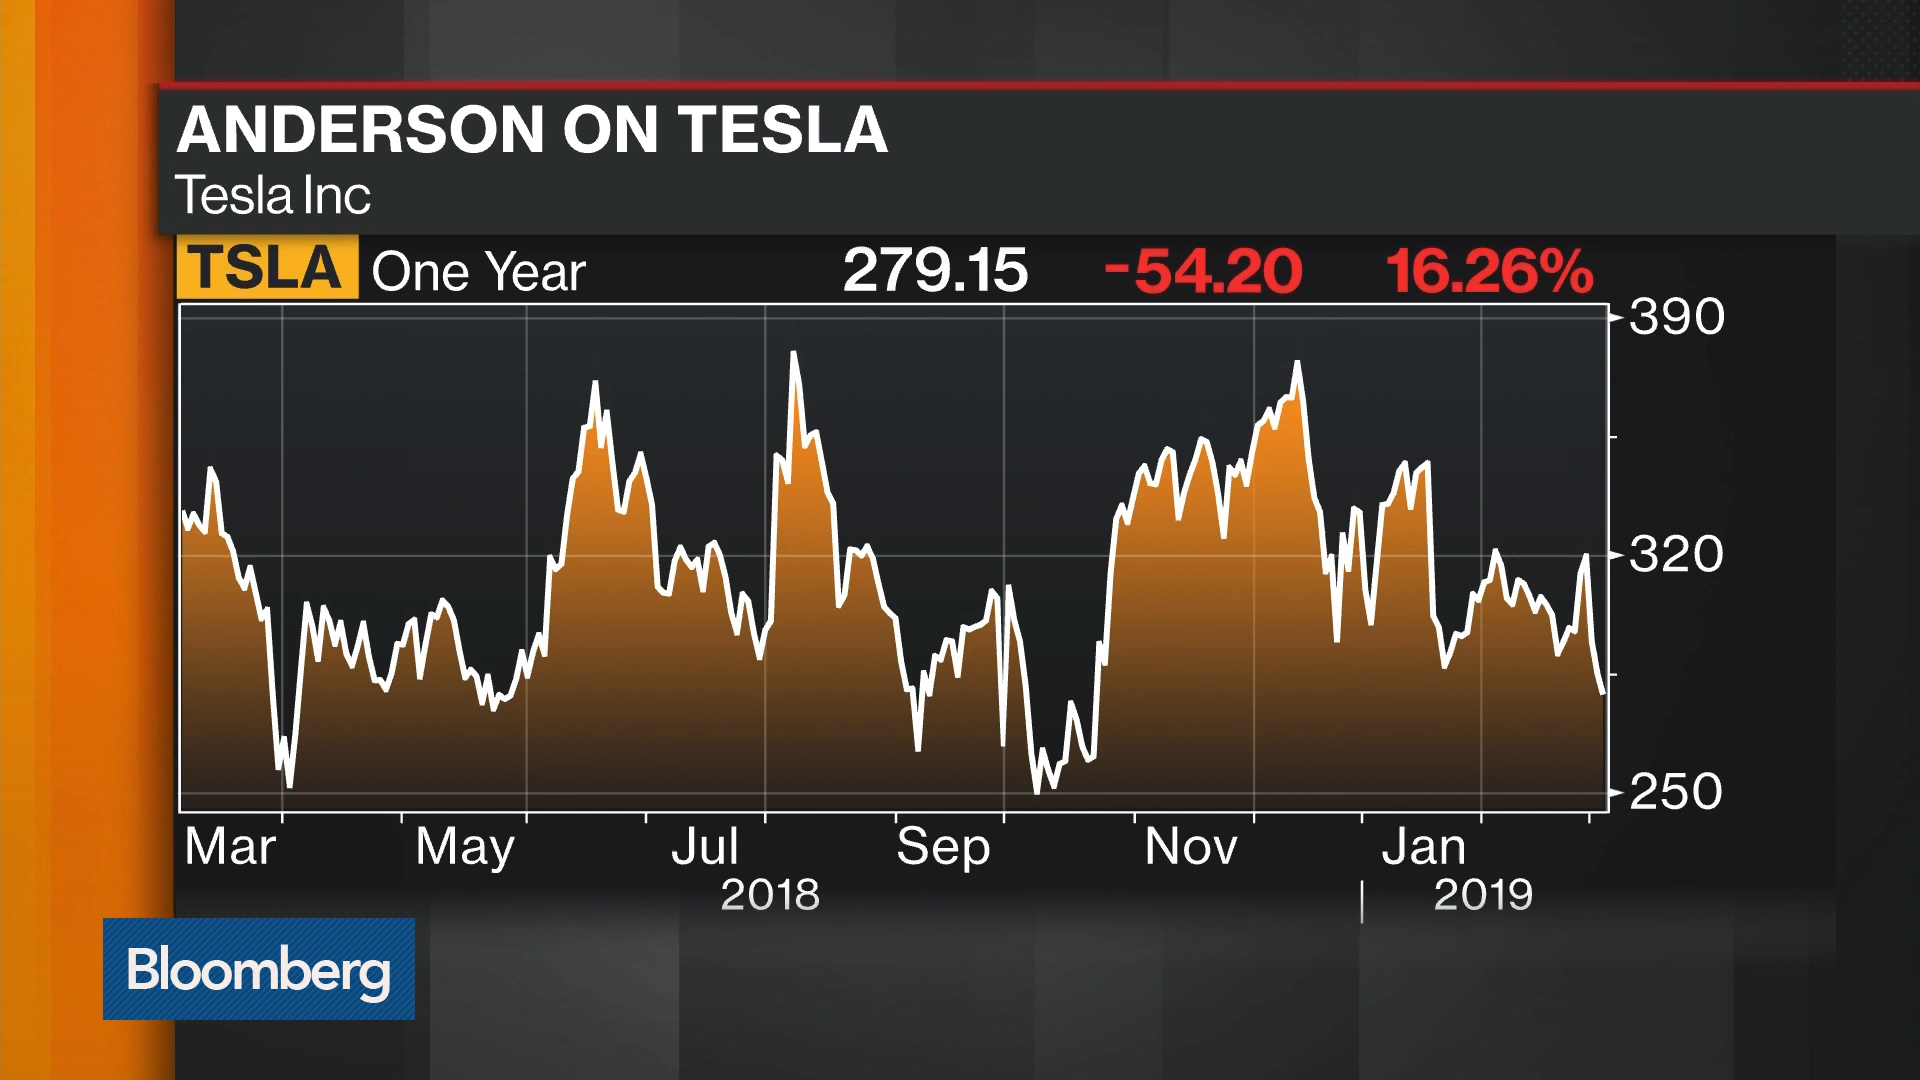 ANDERSON ON TESLA
Tesla Inc
TSLA One Year 279.15 -54.20 16.26%
390
320
250
Mar May Jul Sep Nov Jan
2018 2019
Bloomberg